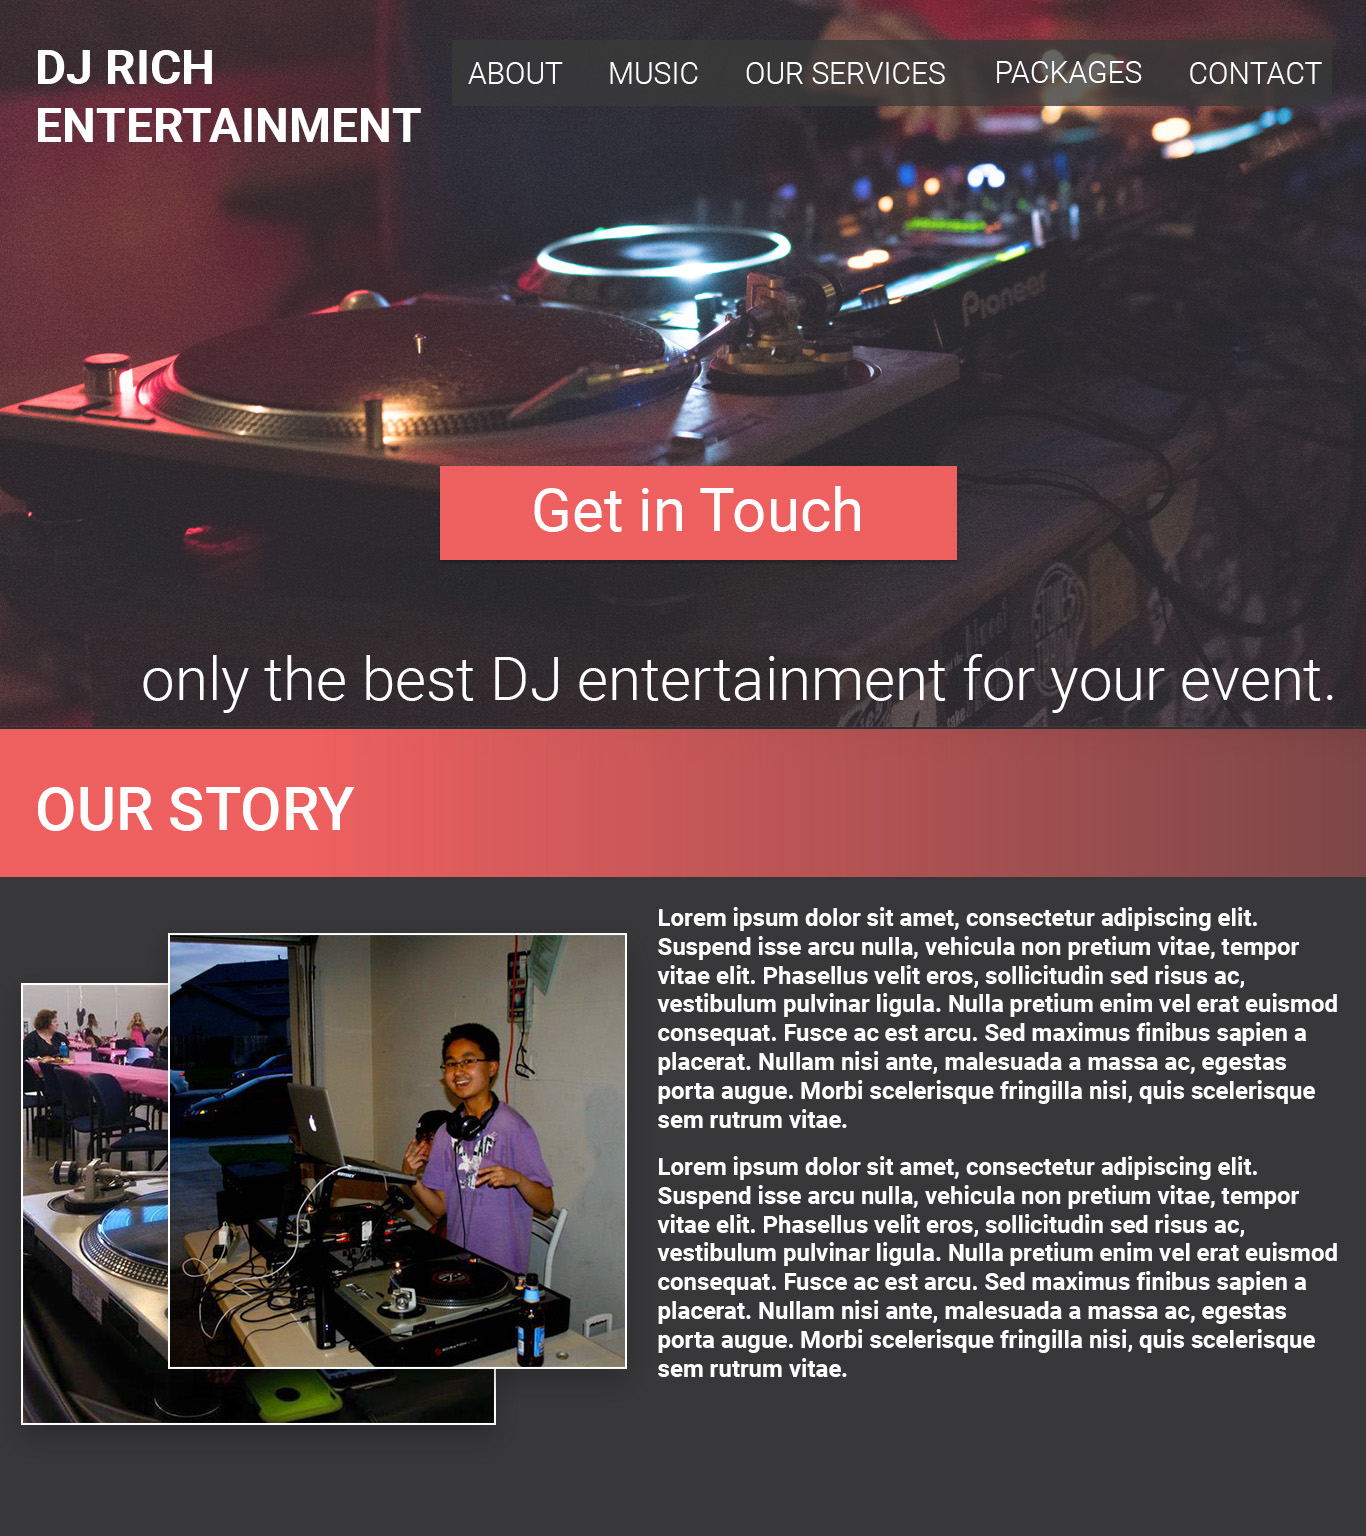 DJ RICH
ENTERTAINMENT
ABOUT MUSIC OUR SERVICES PACKAGES CONTACT
Pioneer
Get in Touch
only the best DJ entertainment for your event.
OUR STORY
Lorem ipsum dolor sit amet, consectetur adipiscing elit.
Suspend isse arcu nulla, vehicula non pretium vitae, tempor
vitae elit. Phasellus velit eros, sollicitudin sed risus ac,
vestibulum pulvinar ligula. Nulla pretium enim vel erat euismod
consequat. Fusce ac est arcu. Sed maximus finibus sapien a
placerat. Nullam nisi ante, malesuada a massa ac, egestas
porta augue. Morbi scelerisque fringilla nisi, quis scelerisque
sem rutrum vitae.
Lorem ipsum dolor sit amet, consectetur adipiscing elit.
Suspend isse arcu nulla, vehicula non pretium vitae, tempor
vitae elit. Phasellus velit eros, sollicitudin sed risus ac,
vestibulum pulvinar ligula. Nulla pretium enim vel erat euismod
consequat. Fusce ac est arcu. Sed maximus finibus sapien a
placerat. Nullam nisi ante, malesuada a massa ac, egestas
porta augue. Morbi scelerisque fringilla nisi, quis scelerisque
sem rutrum vitae.